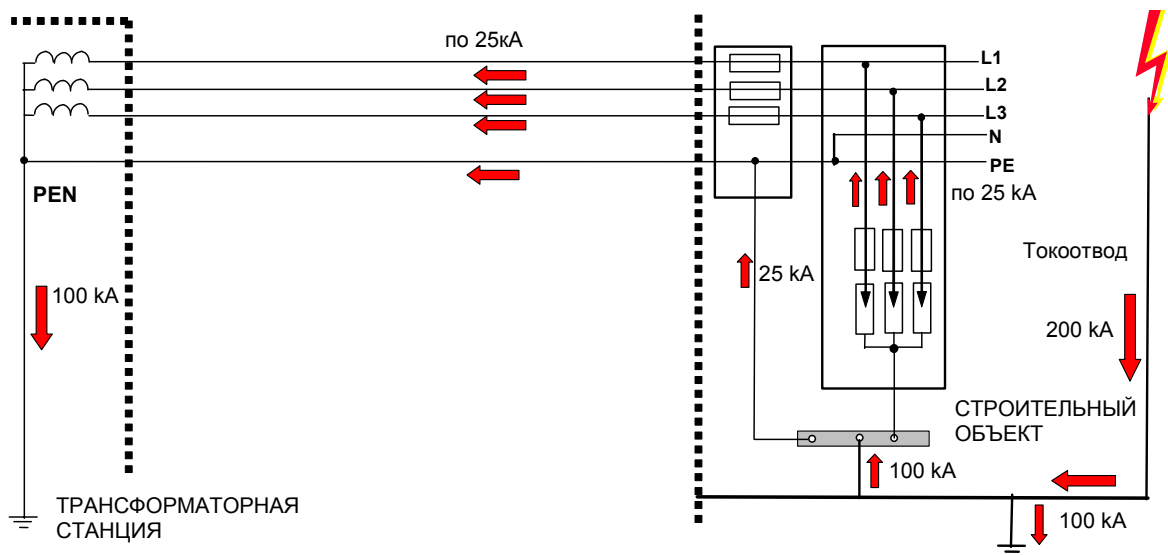 по 25кА
L1
L2
L3
N
PE
PEN
по 25 kA
Токоотвод
25 kA
100 kA
200 kA
СТРОИТЕЛЬНЫЙ
ОБЪЕКТ
100 kA
ТРАНСФОРМАТОРНАЯ
СТАНЦИЯ
100 kA